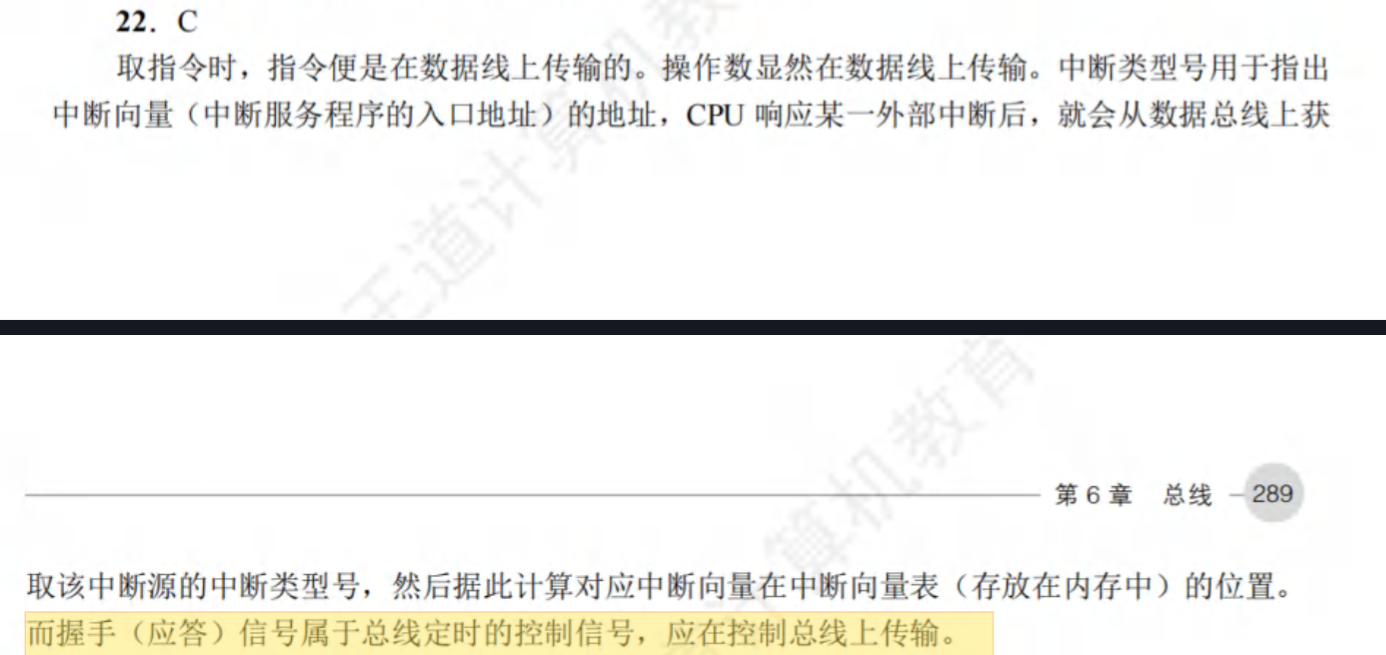 22. C
取指令时，指令便是在数据线上传输的。操作数显然在数据线上传输。中断类型号用于指出
中断向量（中断服务程序的入口地址）的地址，CPU 响应某一外部中断后，就会从数据总线上获
王道计算机教
第 6 章 总线 289
算机教育
取该中断源的中断类型号，然后据此计算对应中断向量在中断向量表（存放在内存中）的位置。
而握手（应答）信号属于总线定时的控制信号，应在控制总线上传输。